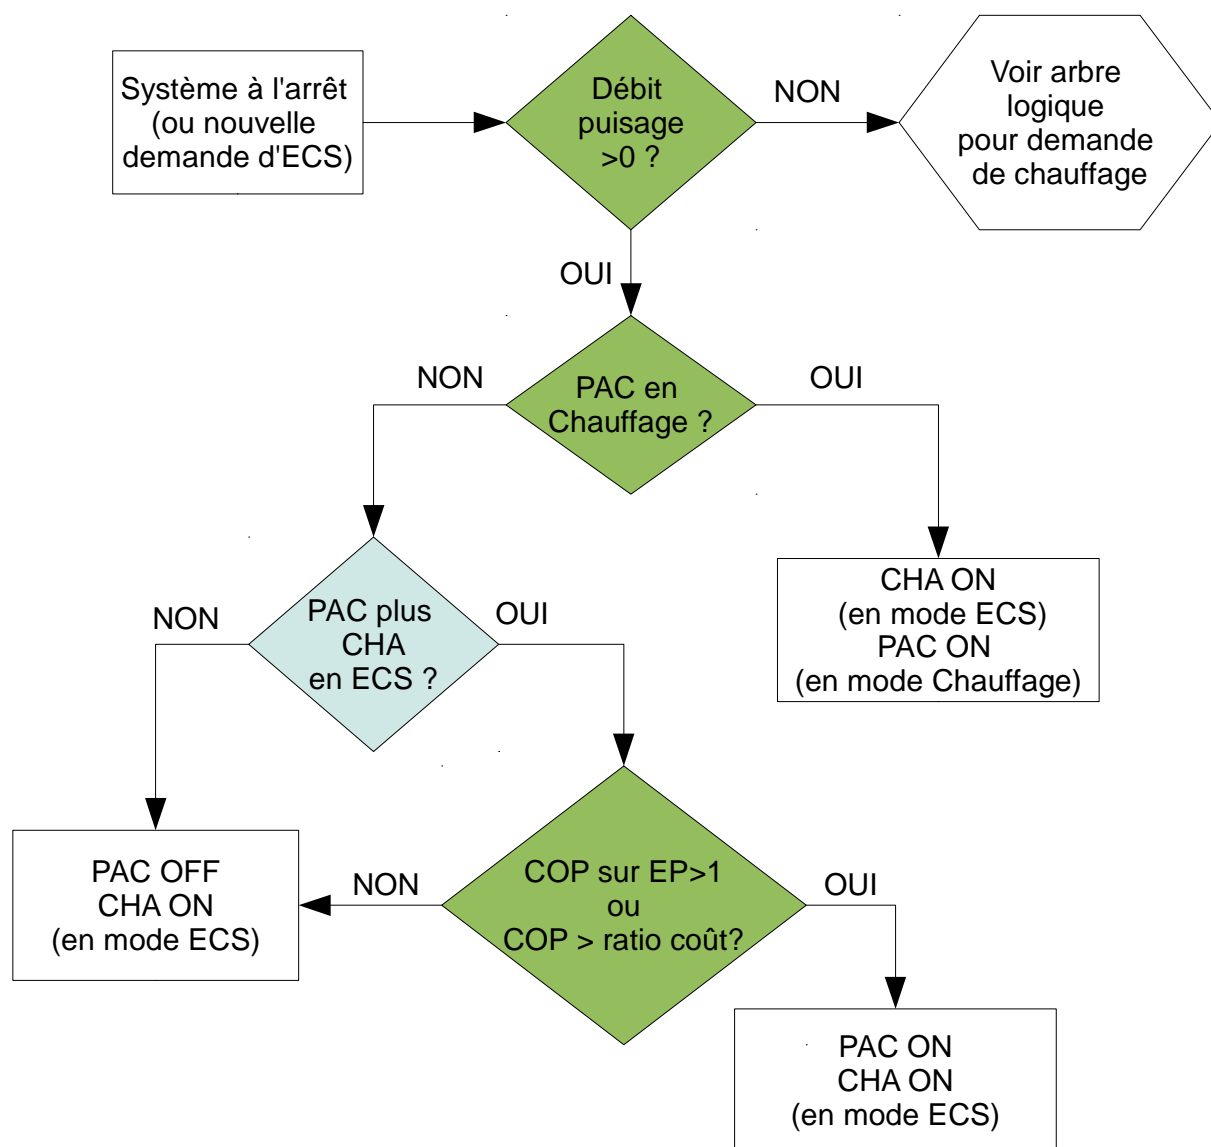 Système à l'arrêt
(ou nouvelle
demande d'ECS)
Débit
puisage
>0 ?
NON
Voir arbre
logique
pour demande
de chauffage
OUI
NON
PAC en
Chauffage ?
OUI
CHA ON
(en mode ECS)
PAC ON
(en mode Chauffage)
NON
PAC plus
CHA
en ECS ?
OUI
PAC OFF
CHA ON
(en mode ECS)
NON
COP sur EP>1
ou
COP > ratio coût?
OUI
PAC ON
CHA ON
(en mode ECS)